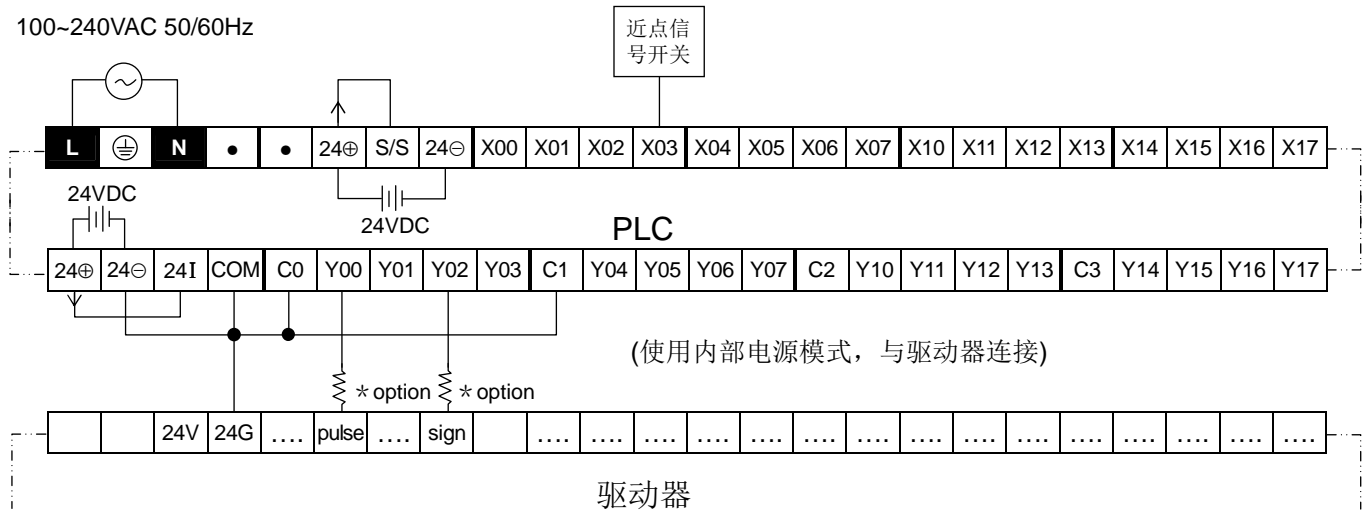 100~240VAC 50/60Hz
近点信
号开关
L N • • 24⊕ S/S 24⊖ X00 X01 X02 X03 X04 X05 X06 X07 X10 X11 X12 X13 X14 X15 X16 X17
24VDC
24VDC
PLC
24⊕ 24⊖ 24I COM C0 Y00 Y01 Y02 Y03 C1 Y04 Y05 Y06 Y07 C2 Y10 Y11 Y12 Y13 C3 Y14 Y15 Y16 Y17
(使用内部电源模式，与驱动器连接)
＊option ＊option
24V 24G .... pulse .... sign .... .... .... .... .... .... .... .... .... .... .... .... .... ....
驱动器